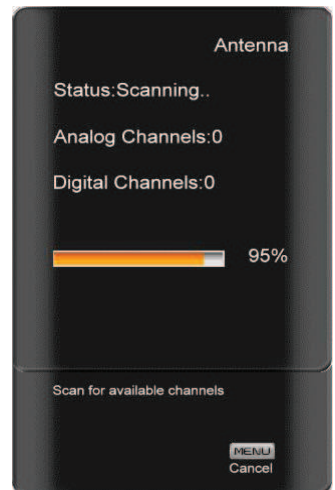 Antenna
Status:Scanning..
Analog Channels:0
Digital Channels:0
95%
Scan for available channels
MENU
Cancel